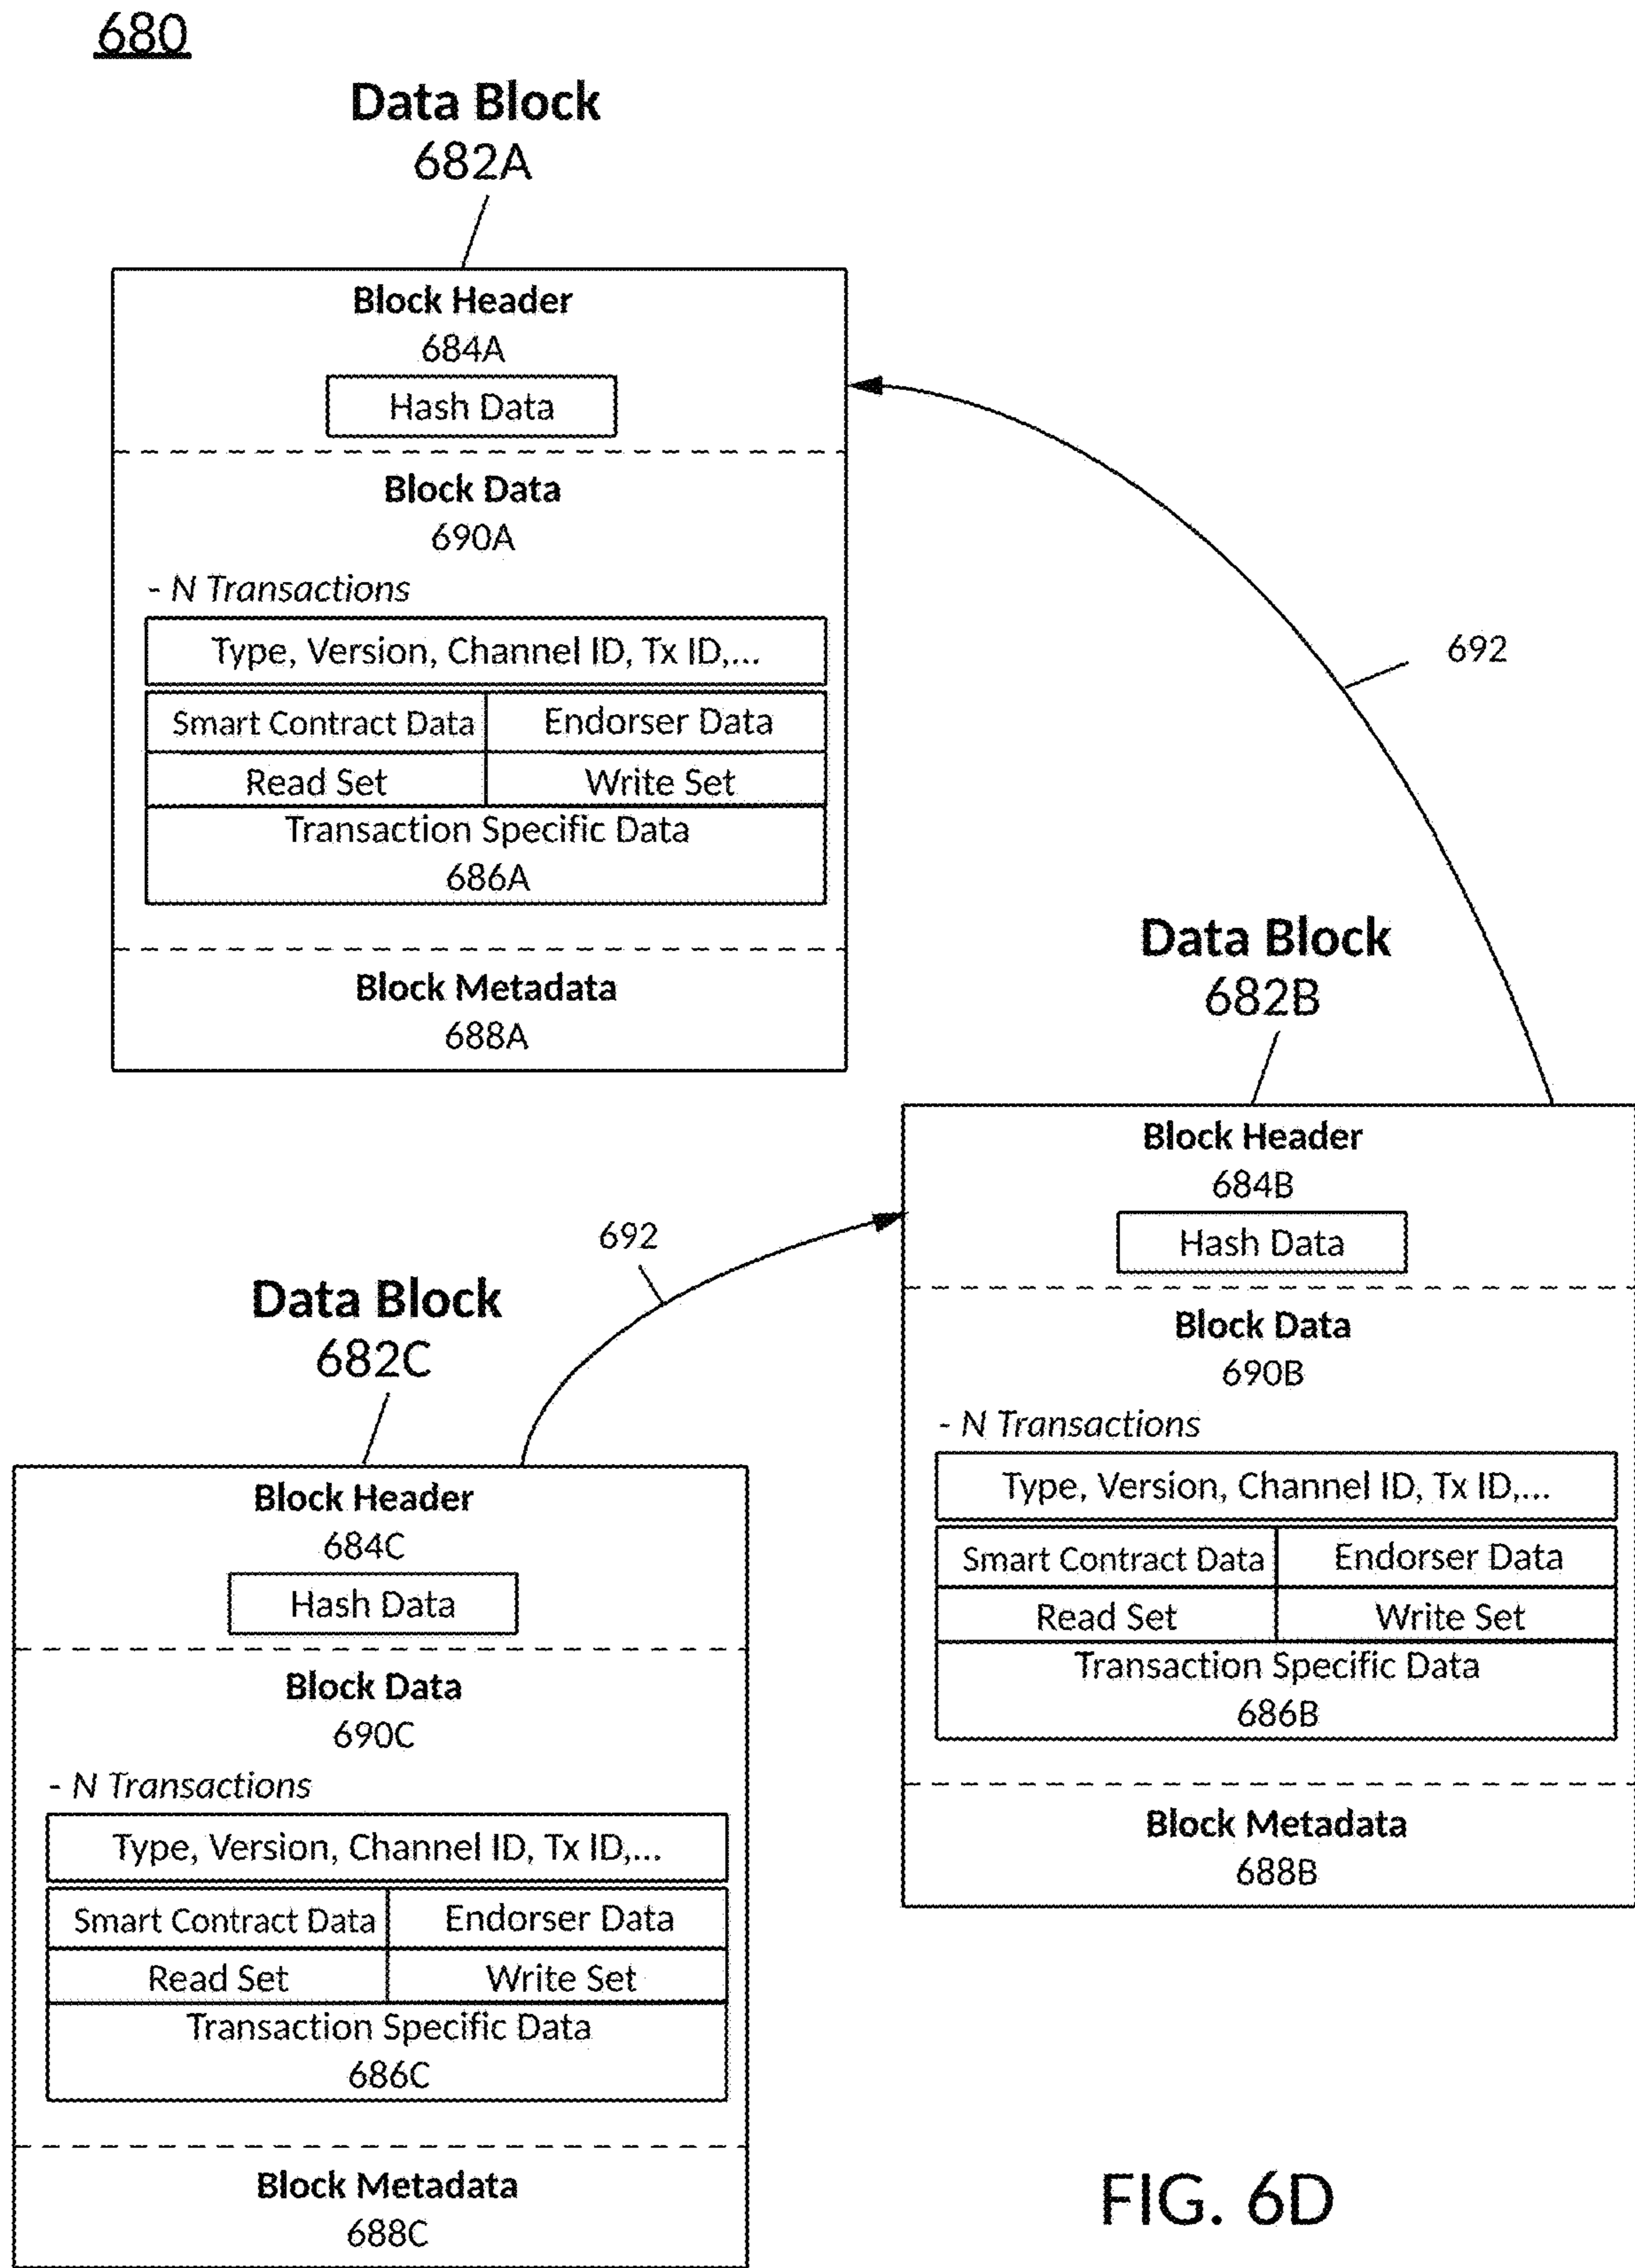 680
Data Block
682A
Block Header
684A
Hash Data
Block Data
690A
- N Transactions
Type, Version, Channel ID, Tx ID,...
Smart Contract Data Endorser Data
Read Set Write Set
Transaction Specific Data
686A
Block Metadata
688A
692
Data Block
682B
Block Header
684B
Hash Data
Block Data
690B
- N Transactions
Type, Version, Channel ID, Tx ID,...
Smart Contract Data Endorser Data
Read Set Write Set
Transaction Specific Data
686B
Block Metadata
688B
692
Data Block
682C
Block Header
684C
Hash Data
Block Data
690C
- N Transactions
Type, Version, Channel ID, Tx ID,...
Smart Contract Data Endorser Data
Read Set Write Set
Transaction Specific Data
686C
Block Metadata
688C
FIG. 6D